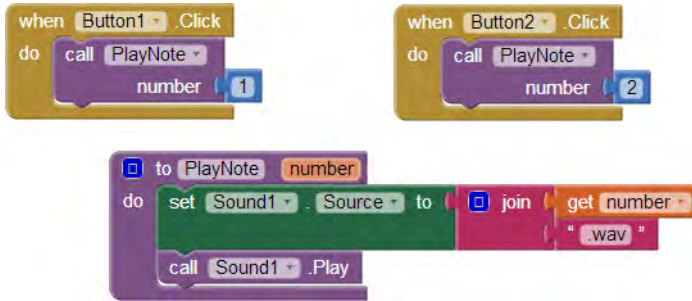 when Button1 .Click
do call PlayNote
number 1
when Button2 .Click
do call PlayNote
number 2
to PlayNote number
do set Sound1 . Source to join get number
" .wav "
call Sound1 .Play